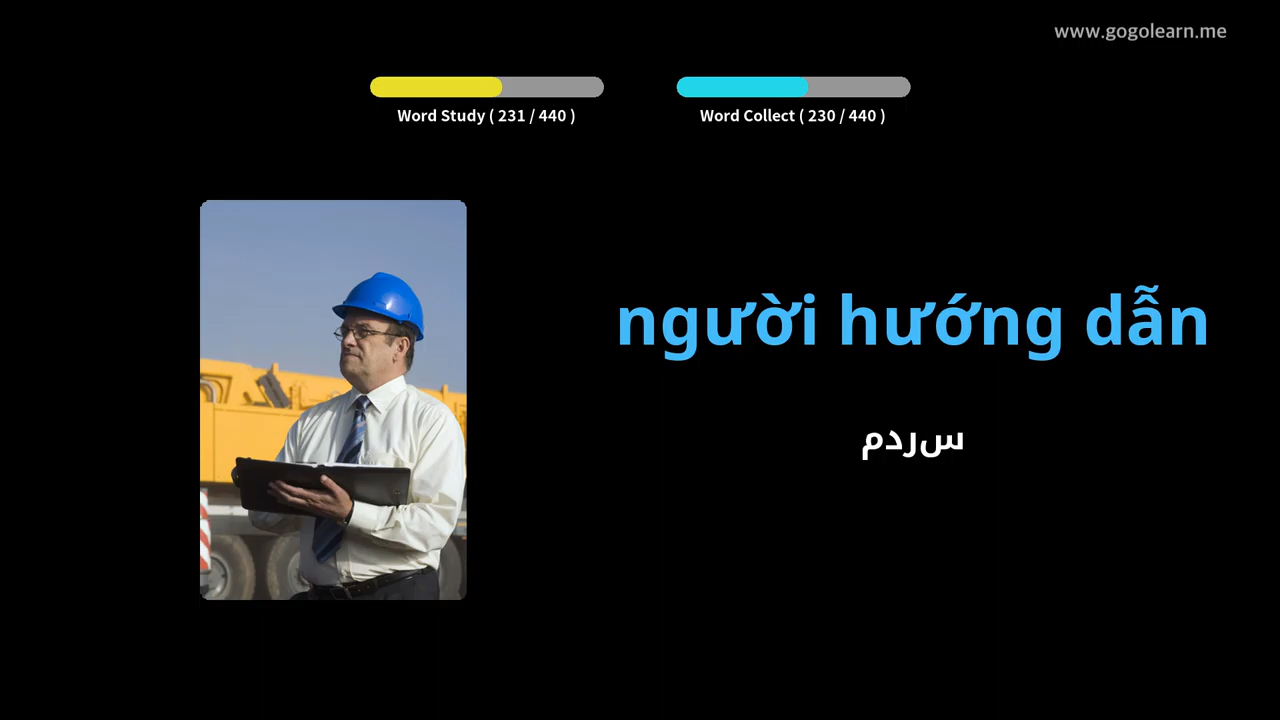 www.gogolearn.me
Word Study ( 231 / 440 )
Word Collect ( 230 / 440 )
người hướng dẫn
سردم